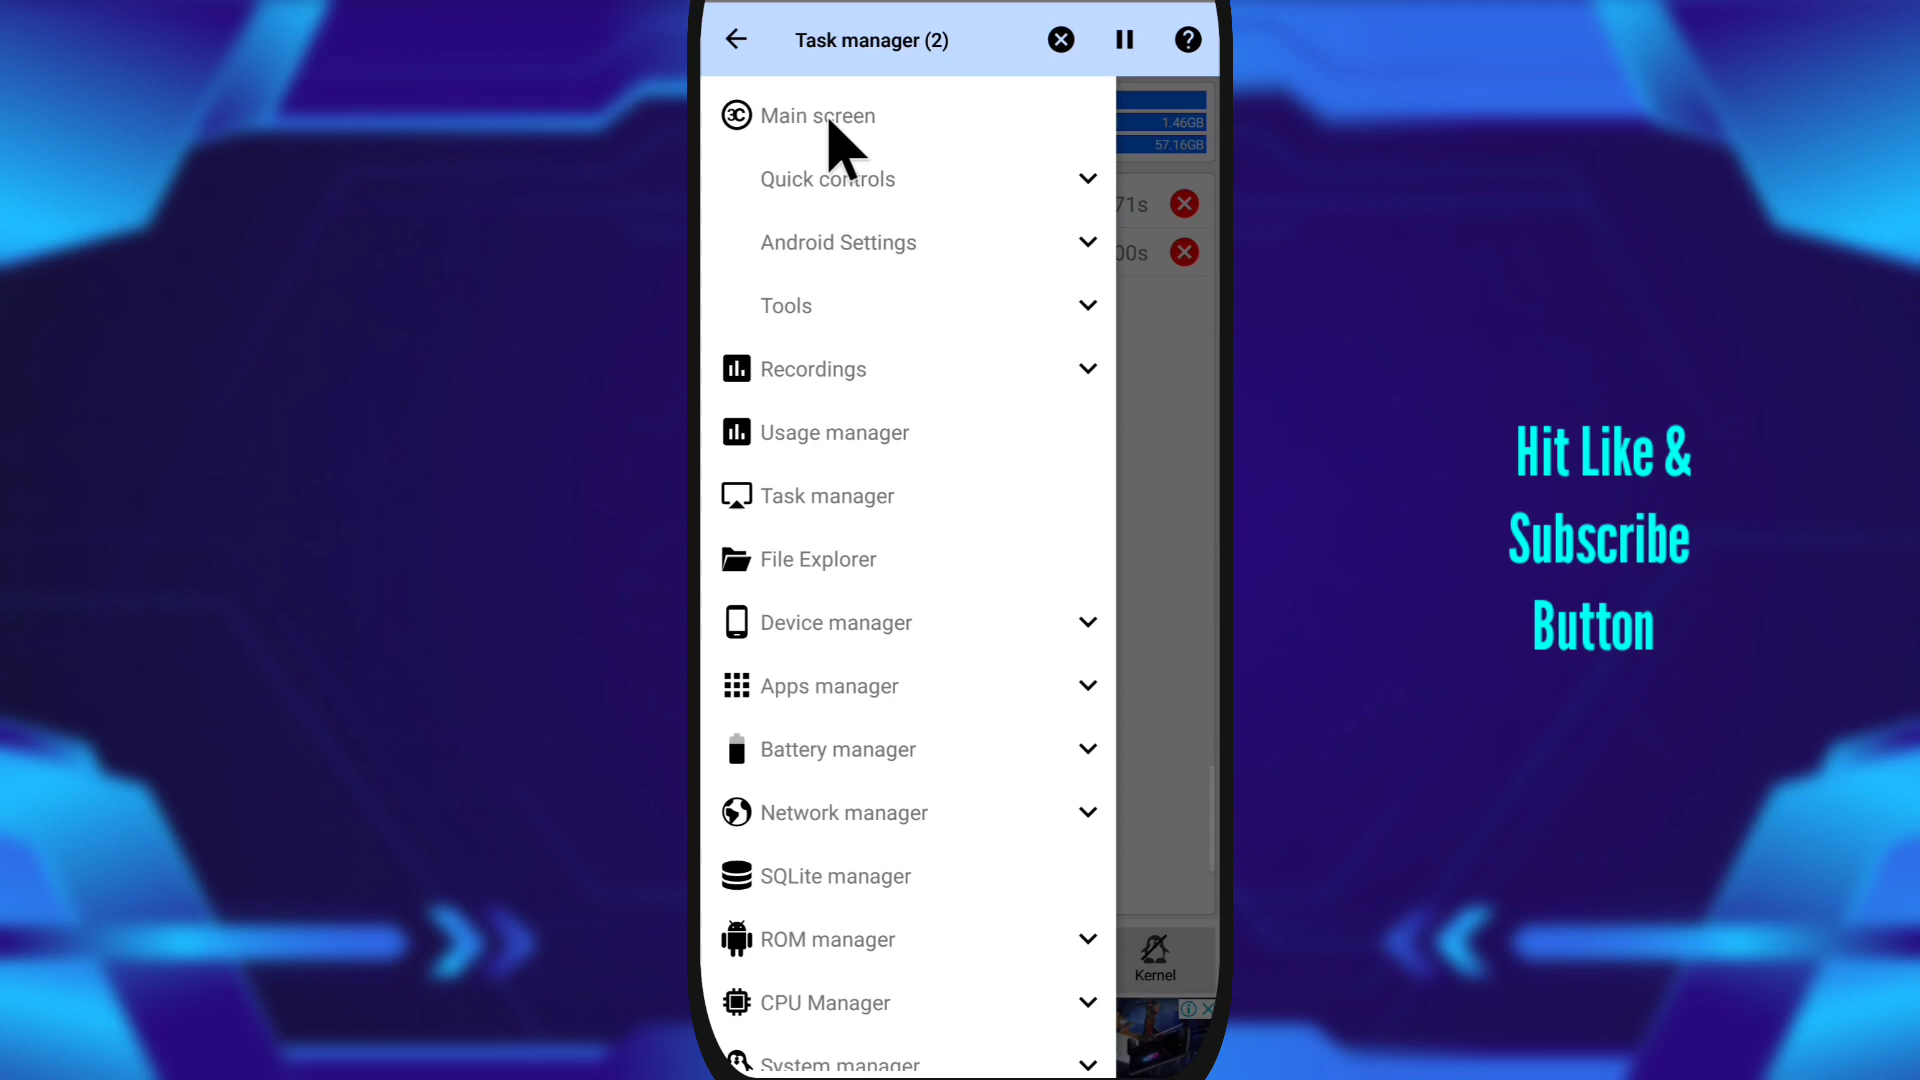 Task manager (2)
3C Main screen
1.46GB
57.16GB
Quick controls
71s
Android Settings
00s
Tools
Recordings
Usage manager
Task manager
File Explorer
Device manager
Apps manager
Battery manager
Network manager
SQLite manager
ROM manager
Kernel
CPU Manager
System manager
Hit Like &
Subscribe
Button